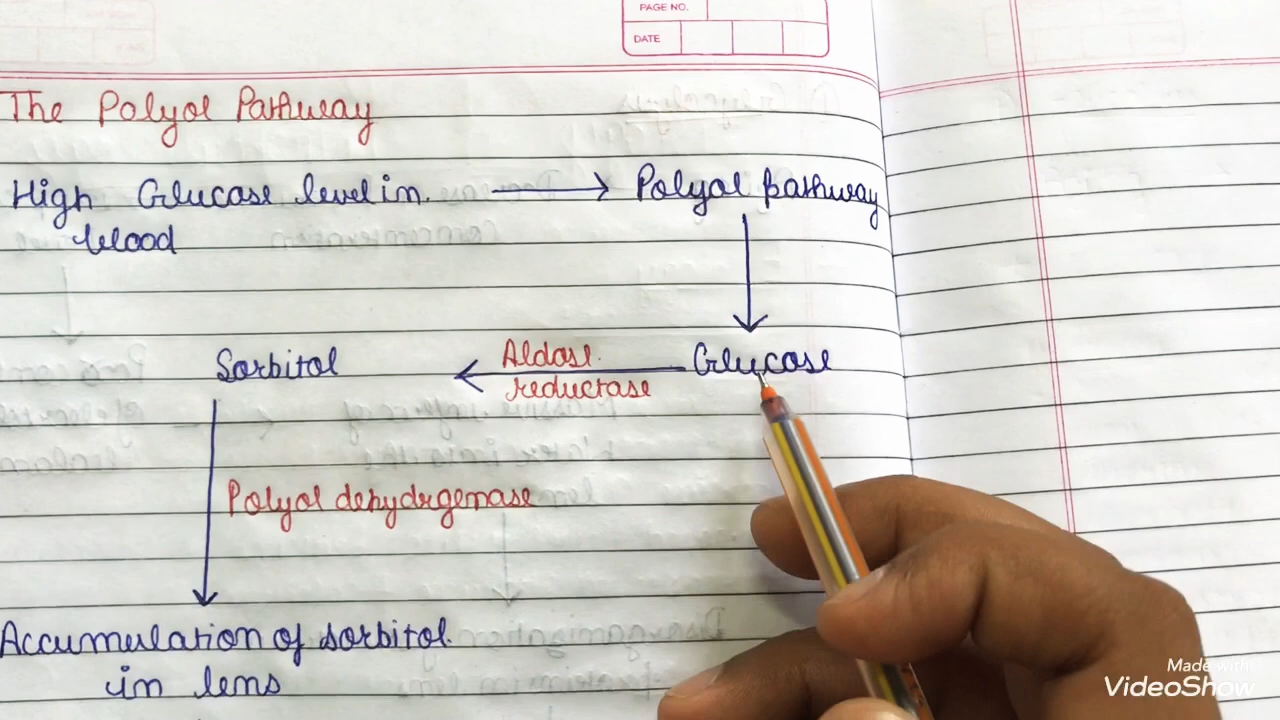 PAGE NO.
DATE
The Polyol Pathway
High Glucose level in → Polyol pathway
blood
Sorbitol ← Aldose Glucose
reductase
Polyol dehydrgenase
Accumulation of sorbitol
in lens
Made with
VideoShow